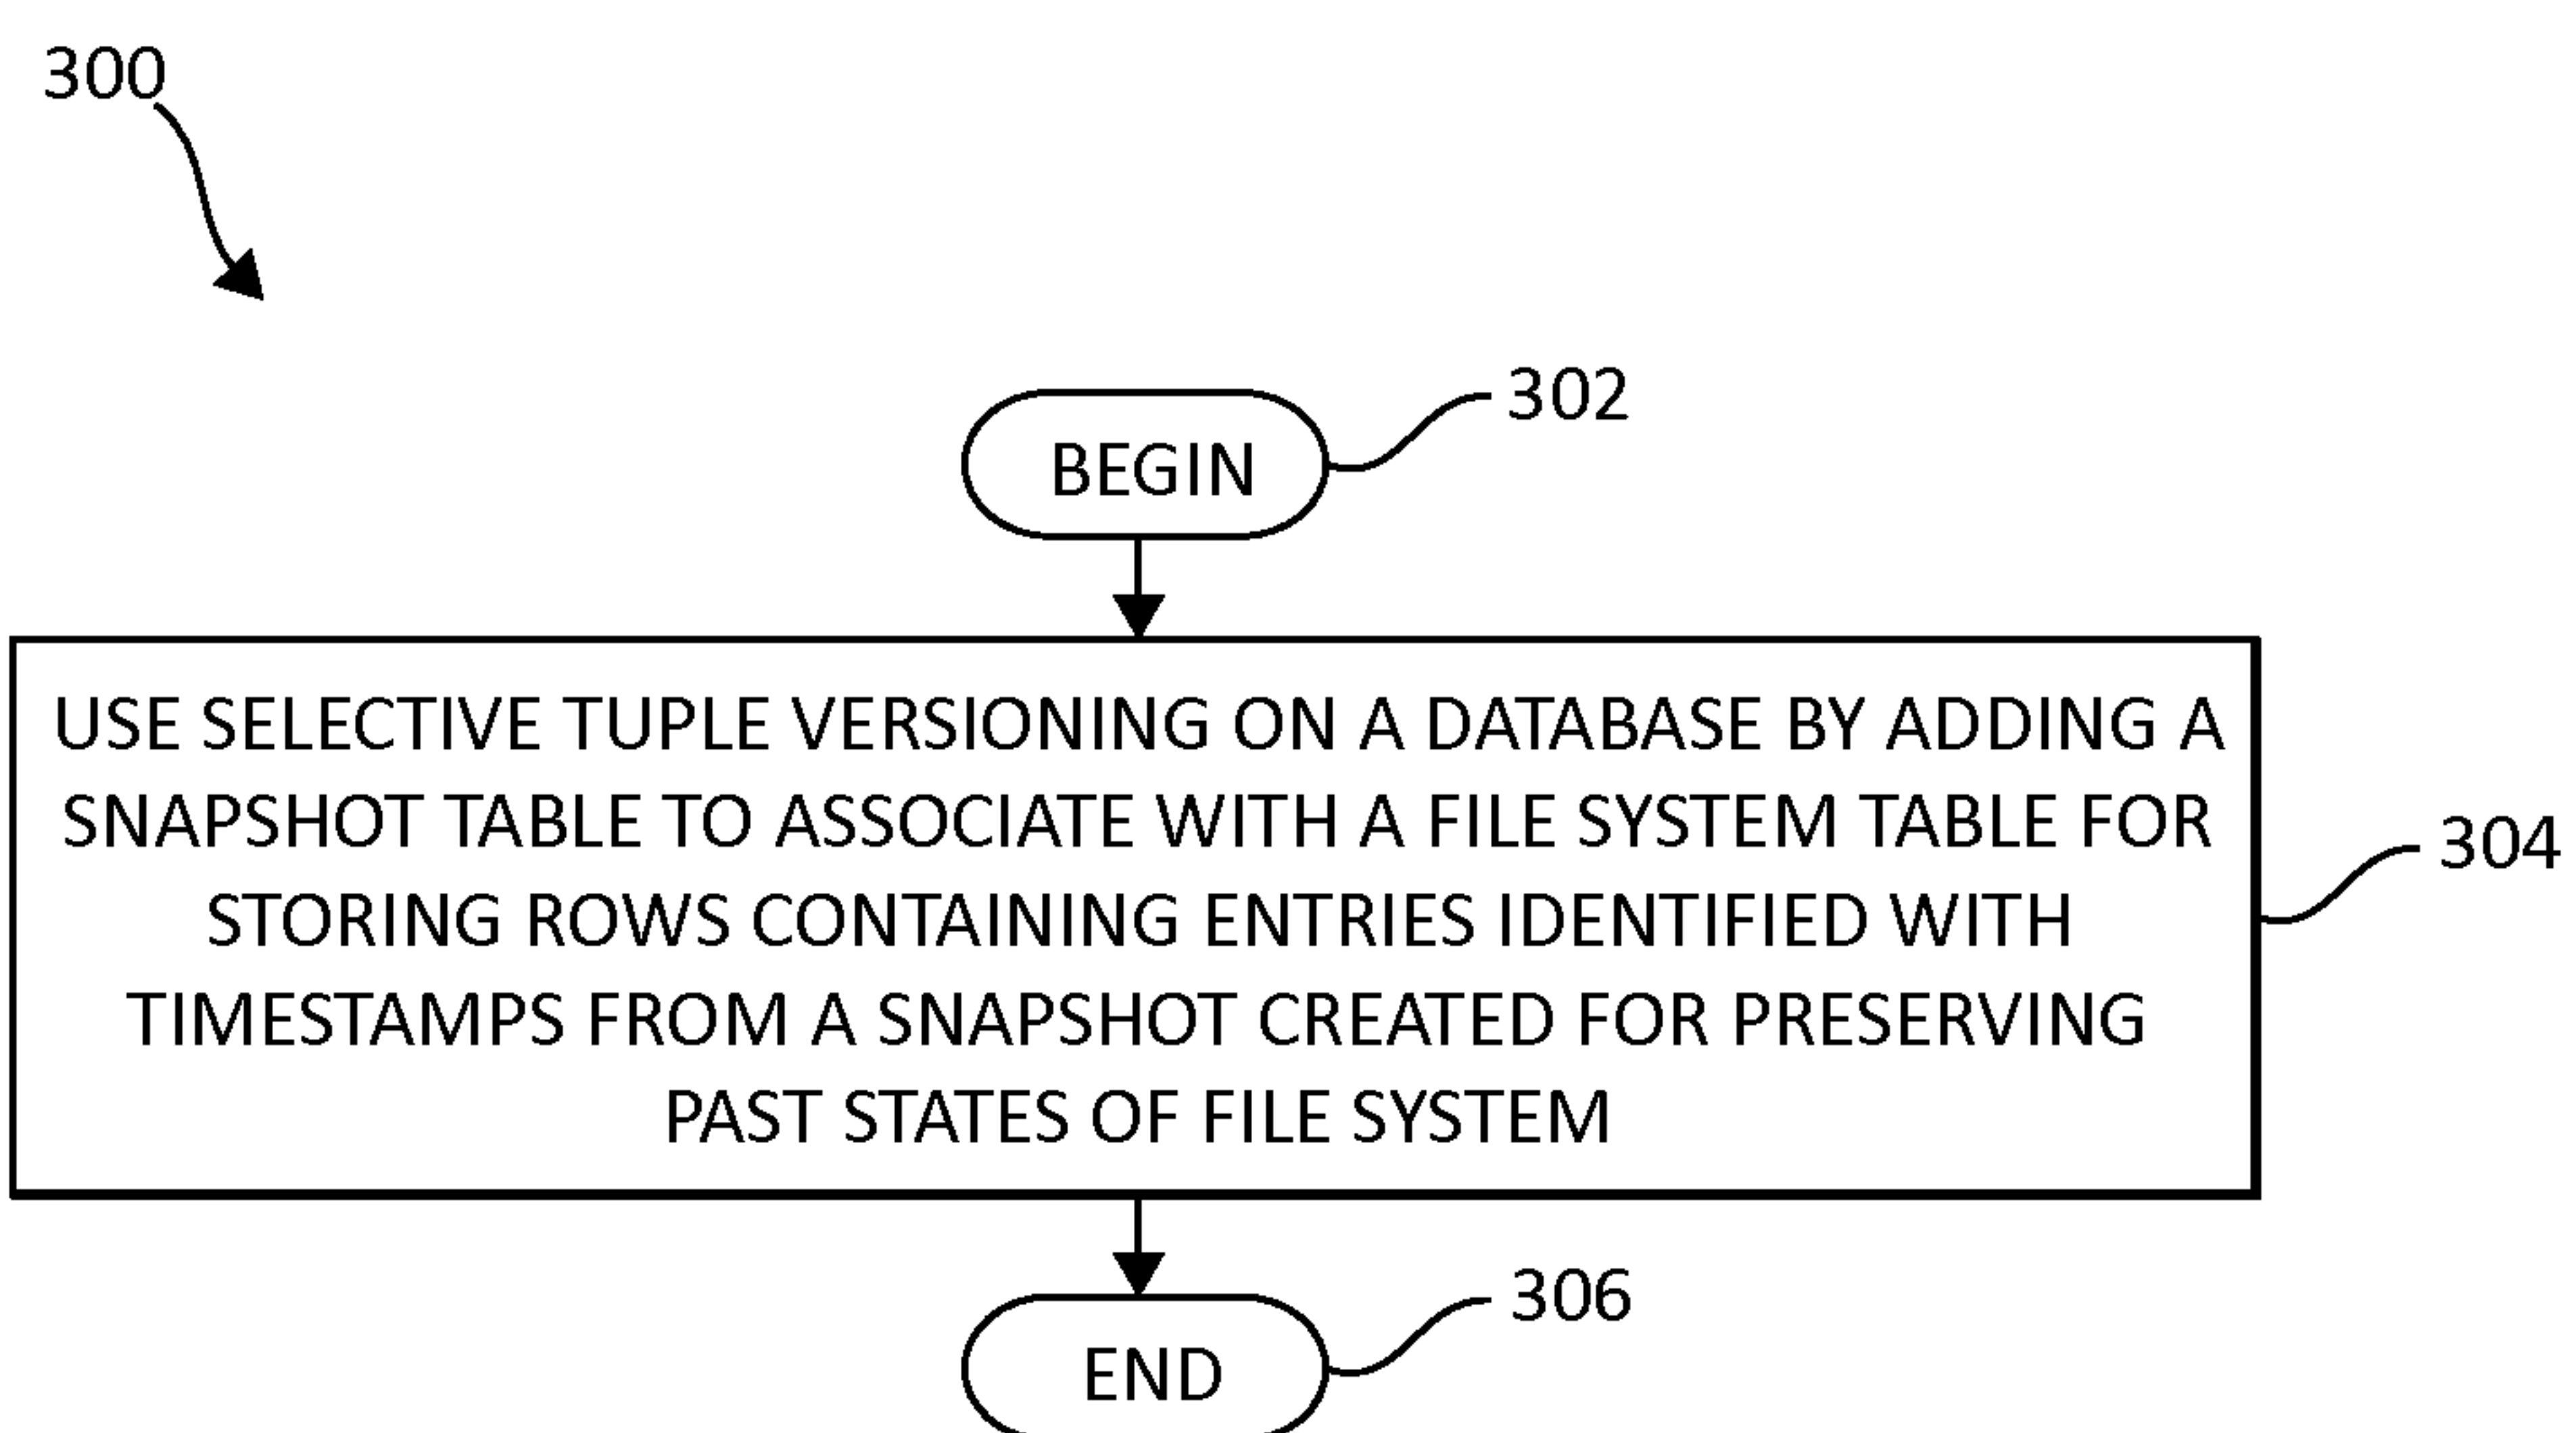 300
302
BEGIN
USE SELECTIVE TUPLE VERSIONING ON A DATABASE BY ADDING A
SNAPSHOT TABLE TO ASSOCIATE WITH A FILE SYSTEM TABLE FOR
STORING ROWS CONTAINING ENTRIES IDENTIFIED WITH
TIMESTAMPS FROM A SNAPSHOT CREATED FOR PRESERVING
PAST STATES OF FILE SYSTEM
304
306
END